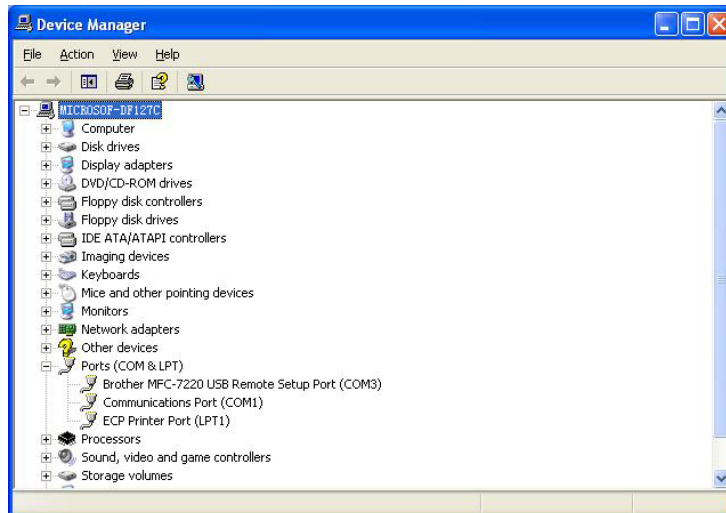 Device Manager
File Action View Help
MICROSOF-DF127C
Computer
Disk drives
Display adapters
DVD/CD-ROM drives
Floppy disk controllers
Floppy disk drives
IDE ATA/ATAPI controllers
Imaging devices
Keyboards
Mice and other pointing devices
Monitors
Network adapters
Other devices
Ports (COM & LPT)
Brother MFC-7220 USB Remote Setup Port (COM3)
Communications Port (COM1)
ECP Printer Port (LPT1)
Processors
Sound, video and game controllers
Storage volumes